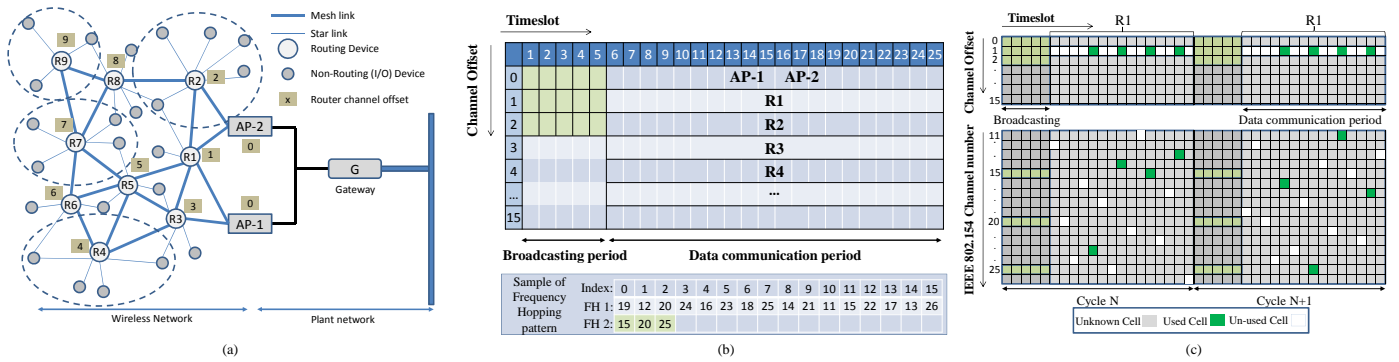 Mesh link
Star link
Routing Device
Non-Routing (I/O) Device
x Router channel offset
9
R9
8
R8
R2 2
7
R7
AP-2
0
R1 1
5
R5
6
R6
3
R3
0
AP-1
4
R4
G
Gateway
Wireless Network
Plant network
(a)
Timeslot
Channel Offset
1 2 3 4 5 6 7 8 9 10 11 12 13 14 15 16 17 18 19 20 21 22 23 24 25
0 AP-1 AP-2
1 R1
2 R2
3 R3
4 R4
... ...
15
Broadcasting period
Data communication period
Sample of Frequency Hopping pattern
Index: 0 1 2 3 4 5 6 7 8 9 10 11 12 13 14 15
FH 1: 19 12 20 24 16 23 18 25 14 21 11 15 22 17 13 26
FH 2: 15 20 25
(b)
Timeslot
R1
R1
Channel Offset
0
1
2
.
.
.
15
Broadcasting
Data communication period
IEEE 802.154 Channel number
11
.
.
15
.
.
20
.
.
25
Cycle N
Cycle N+1
Unknown Cell
Used Cell
Un-used Cell
(c)